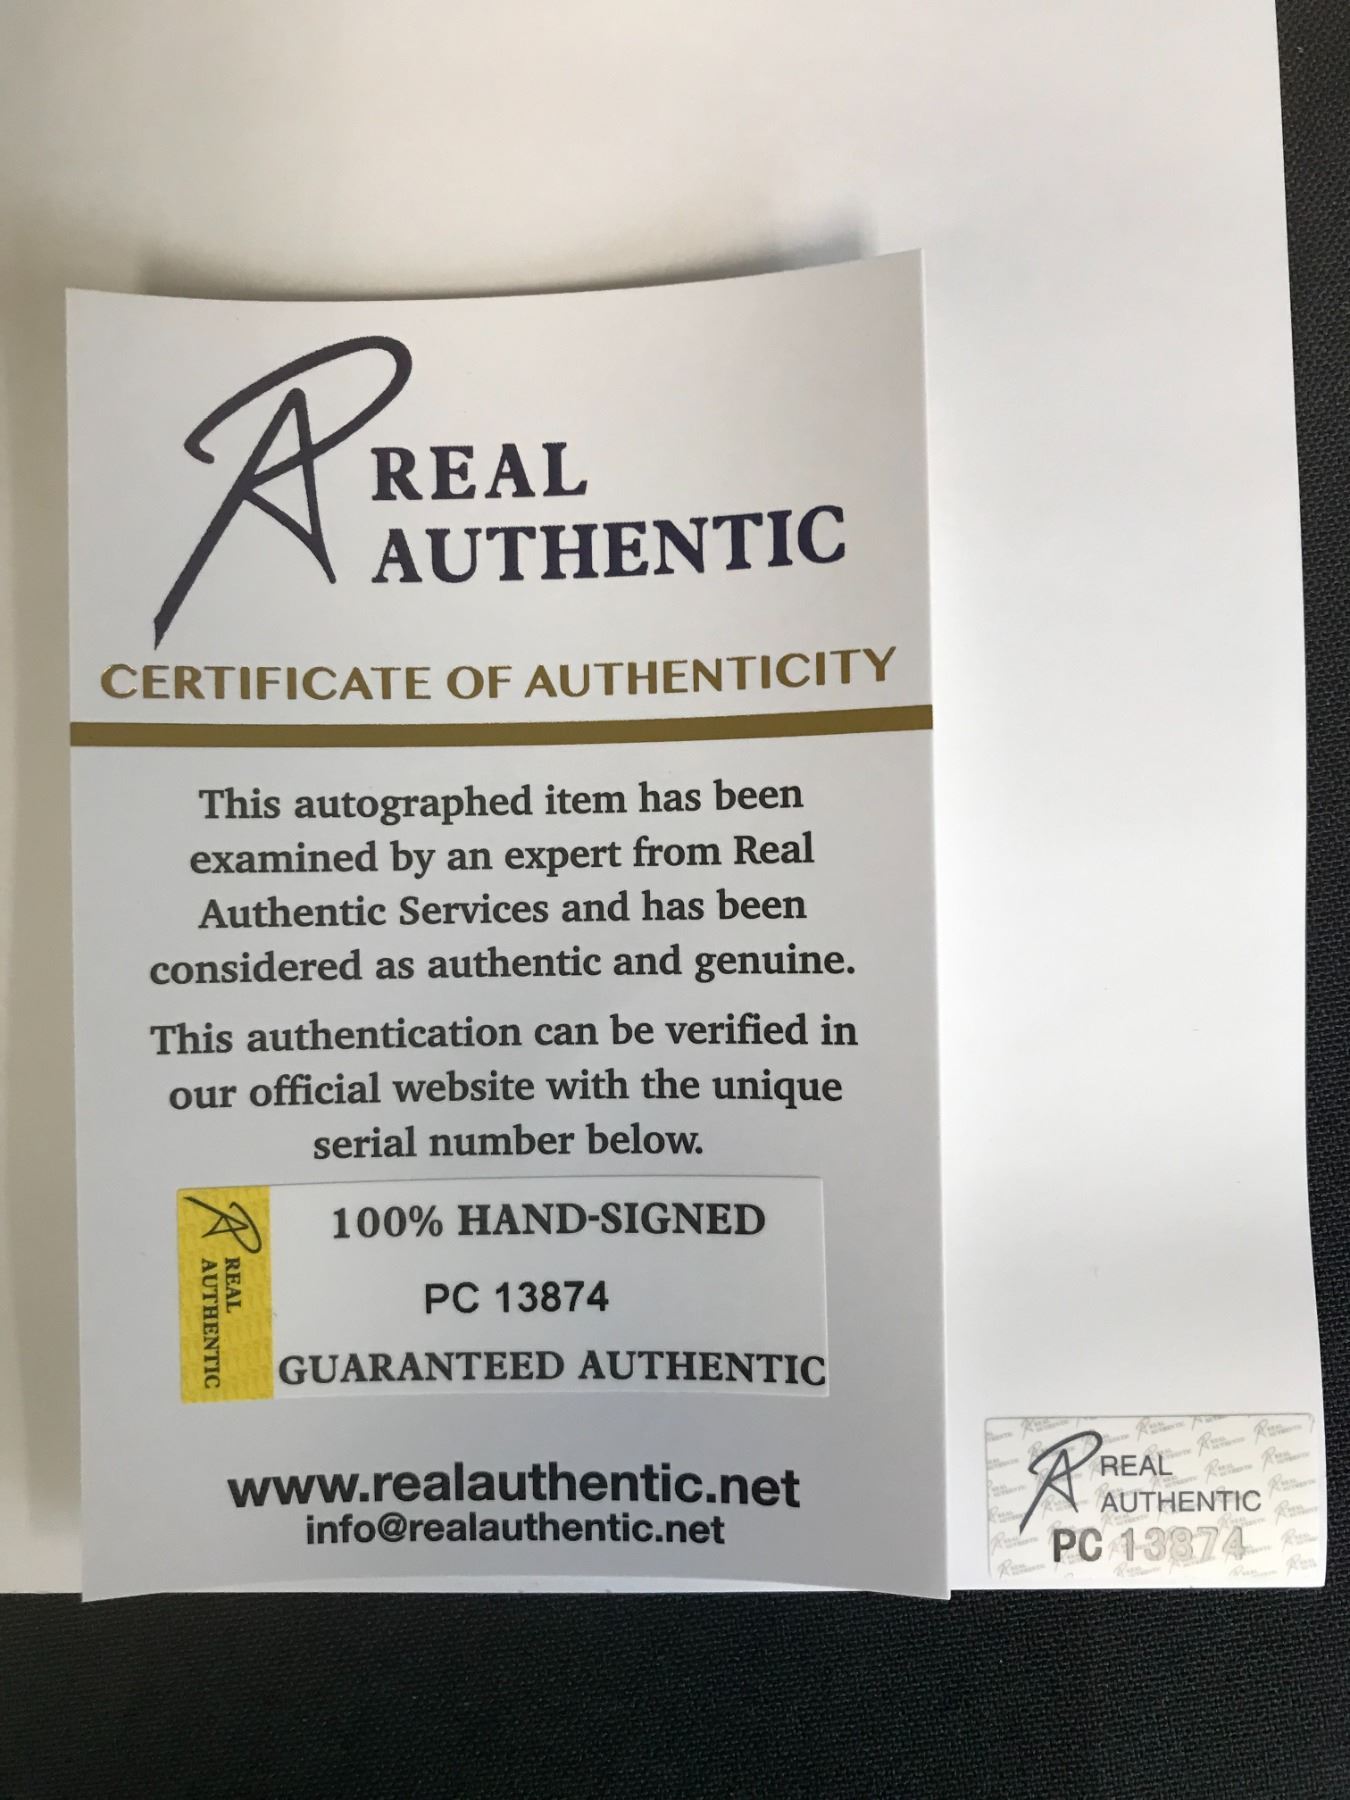 REAL
AUTHENTIC
CERTIFICATE OF AUTHENTICITY
This autographed item has been
examined by an expert from Real
Authentic Services and has been
considered as authentic and genuine.
This authentication can be verified in
our official website with the unique
serial number below.
REAL
AUTHENTIC
100% HAND-SIGNED
PC 13874
GUARANTEED AUTHENTIC
www.realauthentic.net
info@realauthentic.net
REAL
AUTHENTIC
PC 13874